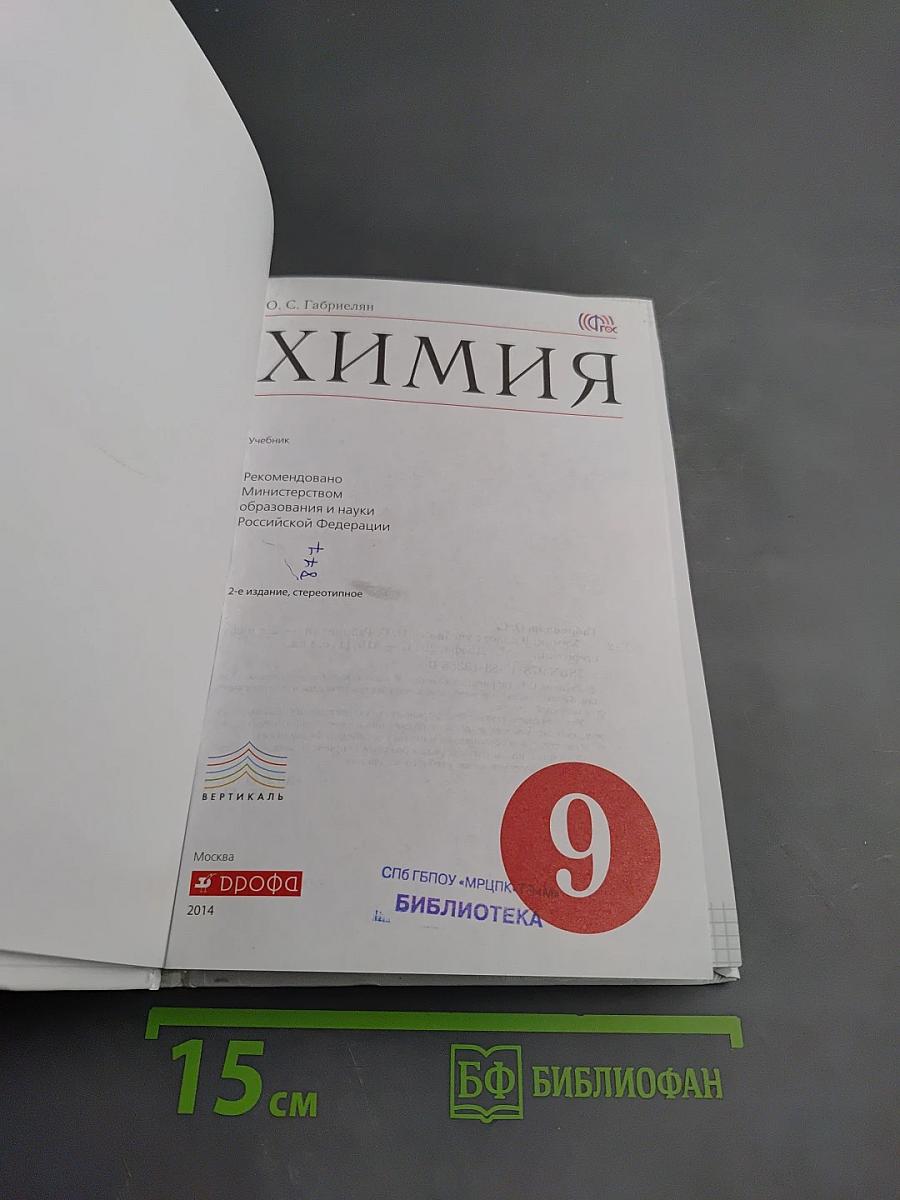 О. С. Габриелян
ФГОС
ХИМИЯ
Учебник
Рекомендовано
Министерством
образования и науки
Российской Федерации
2-е издание, стереотипное
ВЕРТИКАЛЬ
9
Москва
ДРОФА
2014
СПб ГБПОУ «МРЦПК
БИБЛИОТЕКА
15 см
БФ БИБЛИОФАН